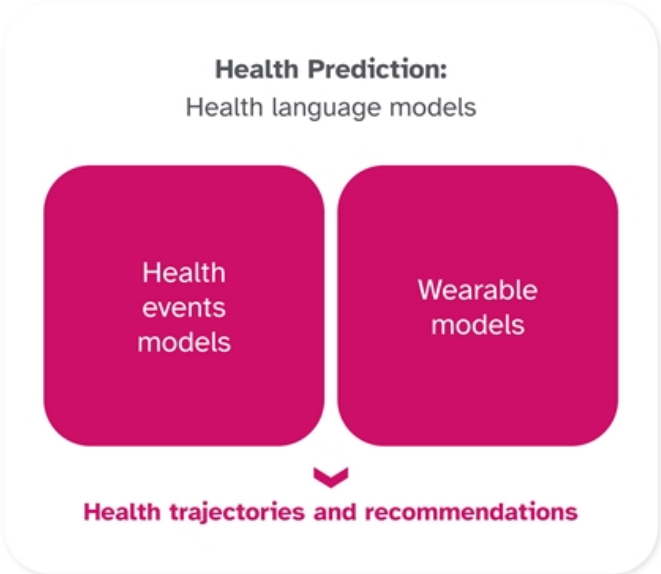 Health Prediction:
Health language models
Health
events
models
Wearable
models
Health trajectories and recommendations